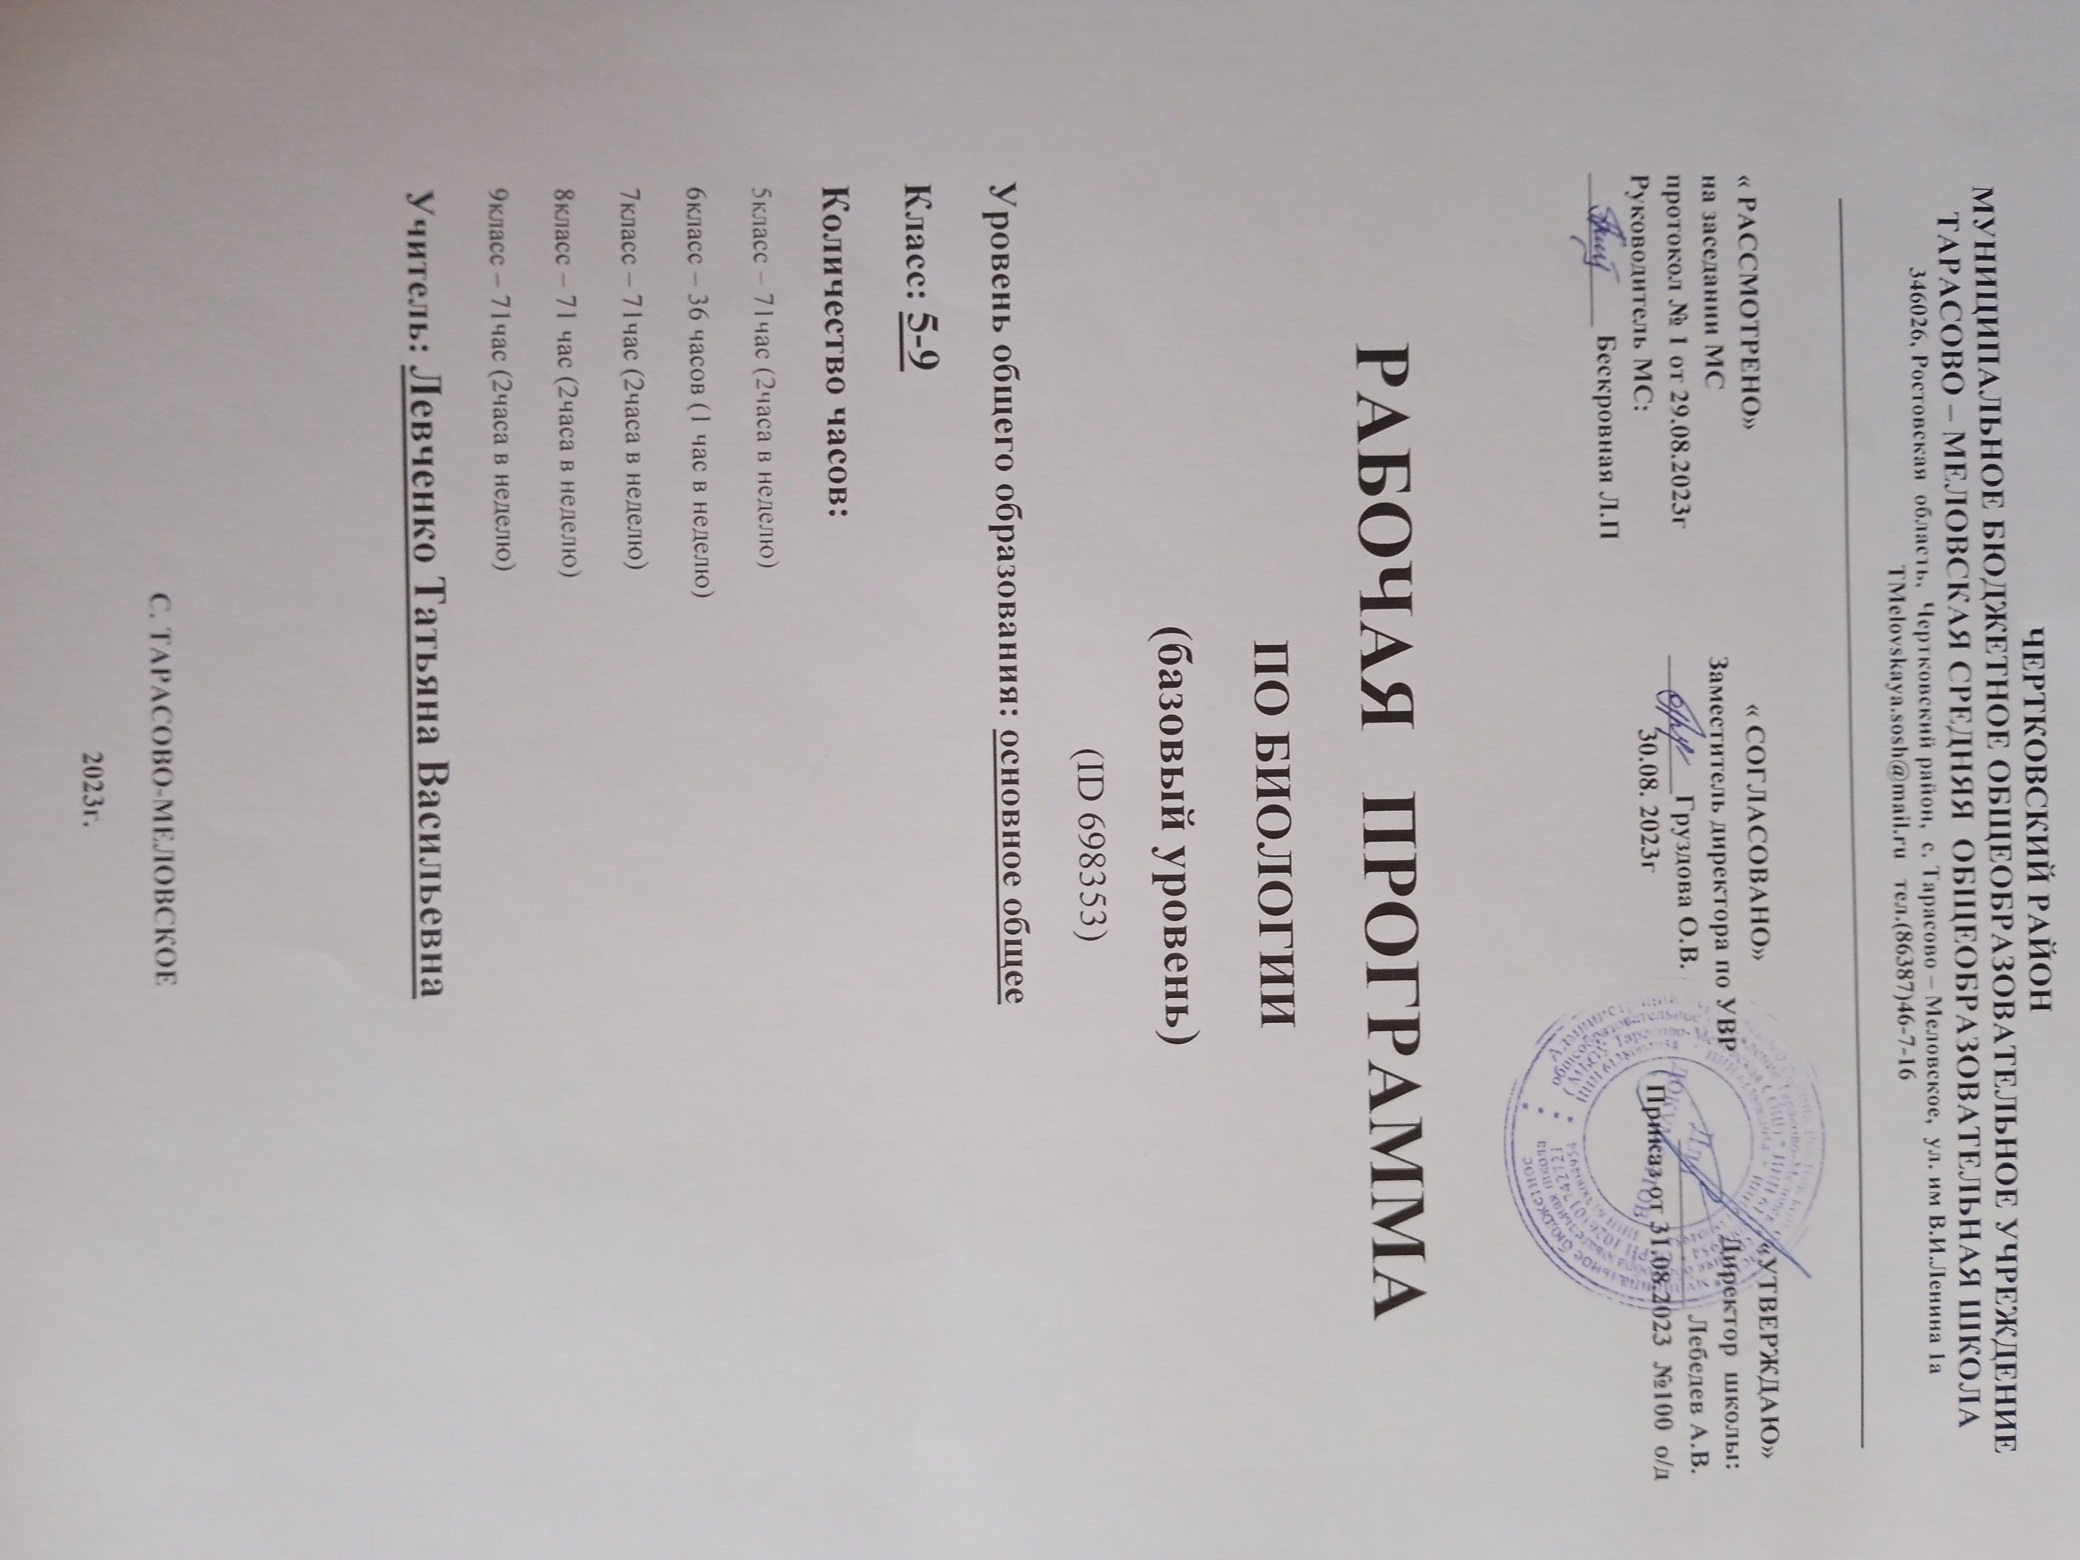 ЧЕРТКОВСКИЙ РАЙОН
МУНИЦИПАЛЬНОЕ БЮДЖЕТНОЕ ОБЩЕОБРАЗОВАТЕЛЬНОЕ УЧРЕЖДЕНИЕ
ТАРАСОВО – МЕЛОВСКАЯ СРЕДНЯЯ ОБЩЕОБРАЗОВАТЕЛЬНАЯ ШКОЛА
346026, Ростовская область, Чертковский район, с. Тарасово – Меловское, ул. им В.И.Ленина 1а
TMelovskaya.sosh@mail.ru тел.(86387)46-7-16
« РАССМОТРЕНО»
на заседании МС
протокол № 1 от 29.08.2023г
Руководитель МС:
Бескровная Л.П
« СОГЛАСОВАНО»
Заместитель директора по УВР
Груздова О.В.
30.08. 2023г
«УТВЕРЖДАЮ»
Директор школы:
Лебедев А.В.
Приказ от 31.08.2023 №100 о/д
РАБОЧАЯ ПРОГРАММА
ПО БИОЛОГИИ
(базовый уровень)
(ID 698353)
Уровень общего образования: основное общее
Класс: 5-9
Количество часов:
5класс – 71час (2часа в неделю)
6класс – 36 часов (1 час в неделю)
7класс – 71час (2часа в неделю)
8класс – 71 час (2часа в неделю)
9класс – 71час (2часа в неделю)
Учитель: Левченко Татьяна Васильевна
С. ТАРАСОВО-МЕЛОВСКОЕ
2023г.